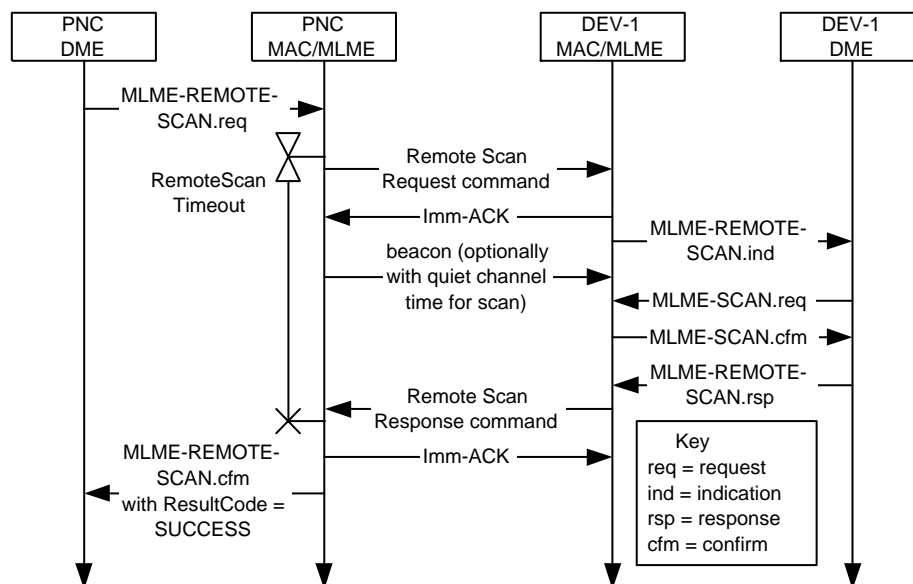 PNC
DME
PNC
MAC/MLME
DEV-1
MAC/MLME
DEV-1
DME
MLME-REMOTE-
SCAN.req
RemoteScan
Timeout
Remote Scan
Request command
Imm-ACK
MLME-REMOTE-
SCAN.ind
beacon (optionally
with quiet channel
time for scan)
MLME-SCAN.req
MLME-SCAN.cfm
MLME-REMOTE-
SCAN.rsp
Remote Scan
Response command
Imm-ACK
MLME-REMOTE-
SCAN.cfm
with ResultCode =
SUCCESS
Key
req = request
ind = indication
rsp = response
cfm = confirm